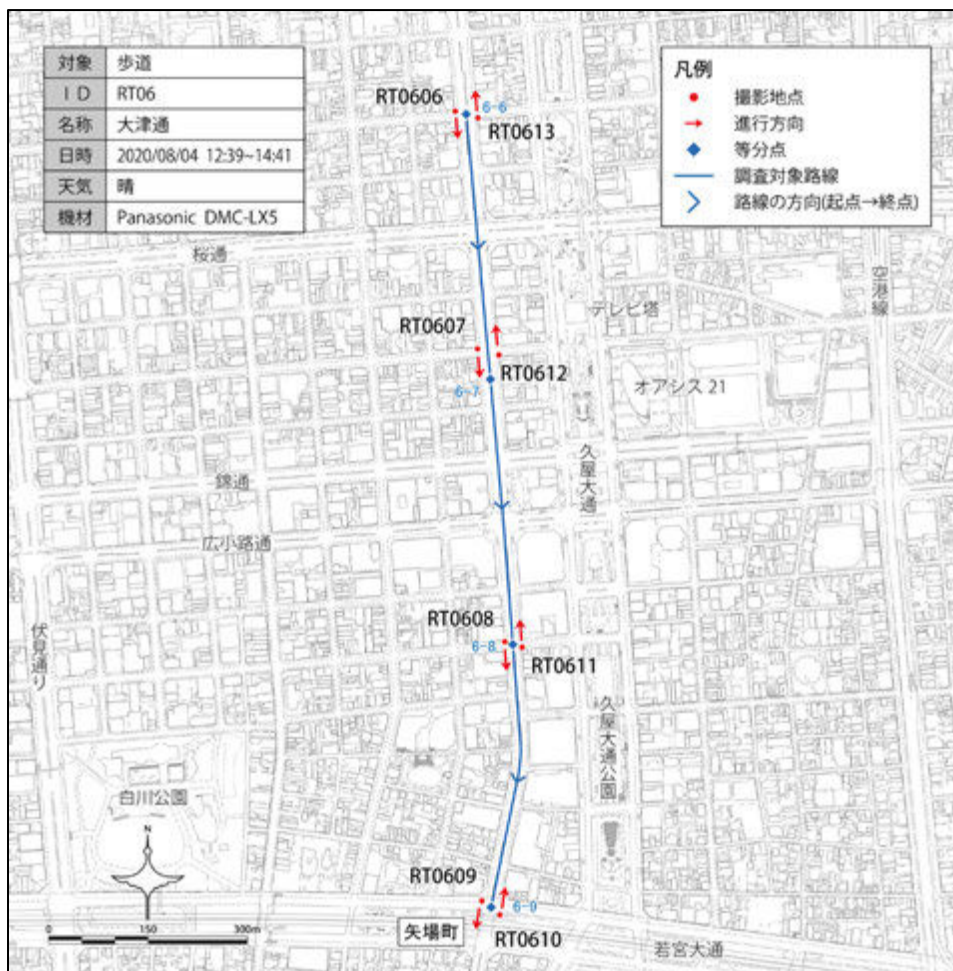 対象 歩道
ID RT06
名称 大津通
日時 2020/08/04 12:39~14:41
天気 晴
機材 Panasonic DMC-LX5
凡例
撮影地点
進行方向
等分点
調査対象路線
路線の方向(起点→終点)
RT0606
6-6
RT0613
桜通
空港線
テレビ塔
RT0607
RT0612
6-7
オアシス21
久屋大通
錦通
広小路通
伏見通り
RT0608
6-8
RT0611
久屋大通公園
白川公園
N
RT0609
6-9
矢場町
RT0610
若宮大通
0 150 300m